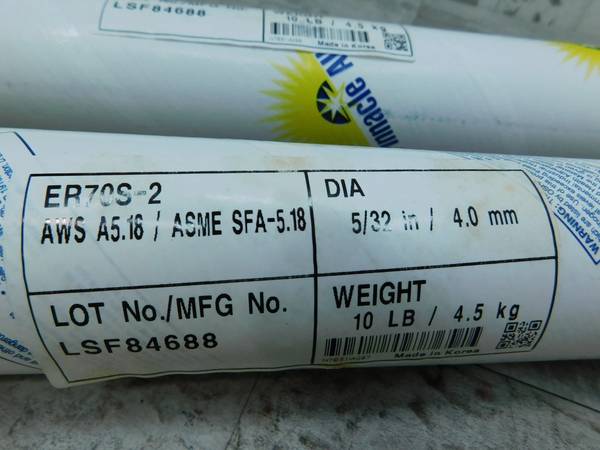 LSF84688
10 LB / 4.5 kg
Made in Korea
nnacle All
ER70S-2
AWS A5.18 / ASME SFA-5.18
DIA
5/32 in / 4.0 mm
LOT No./MFG No.
LSF84688
WEIGHT
10 LB / 4.5 kg
Made in Korea
WARNING: